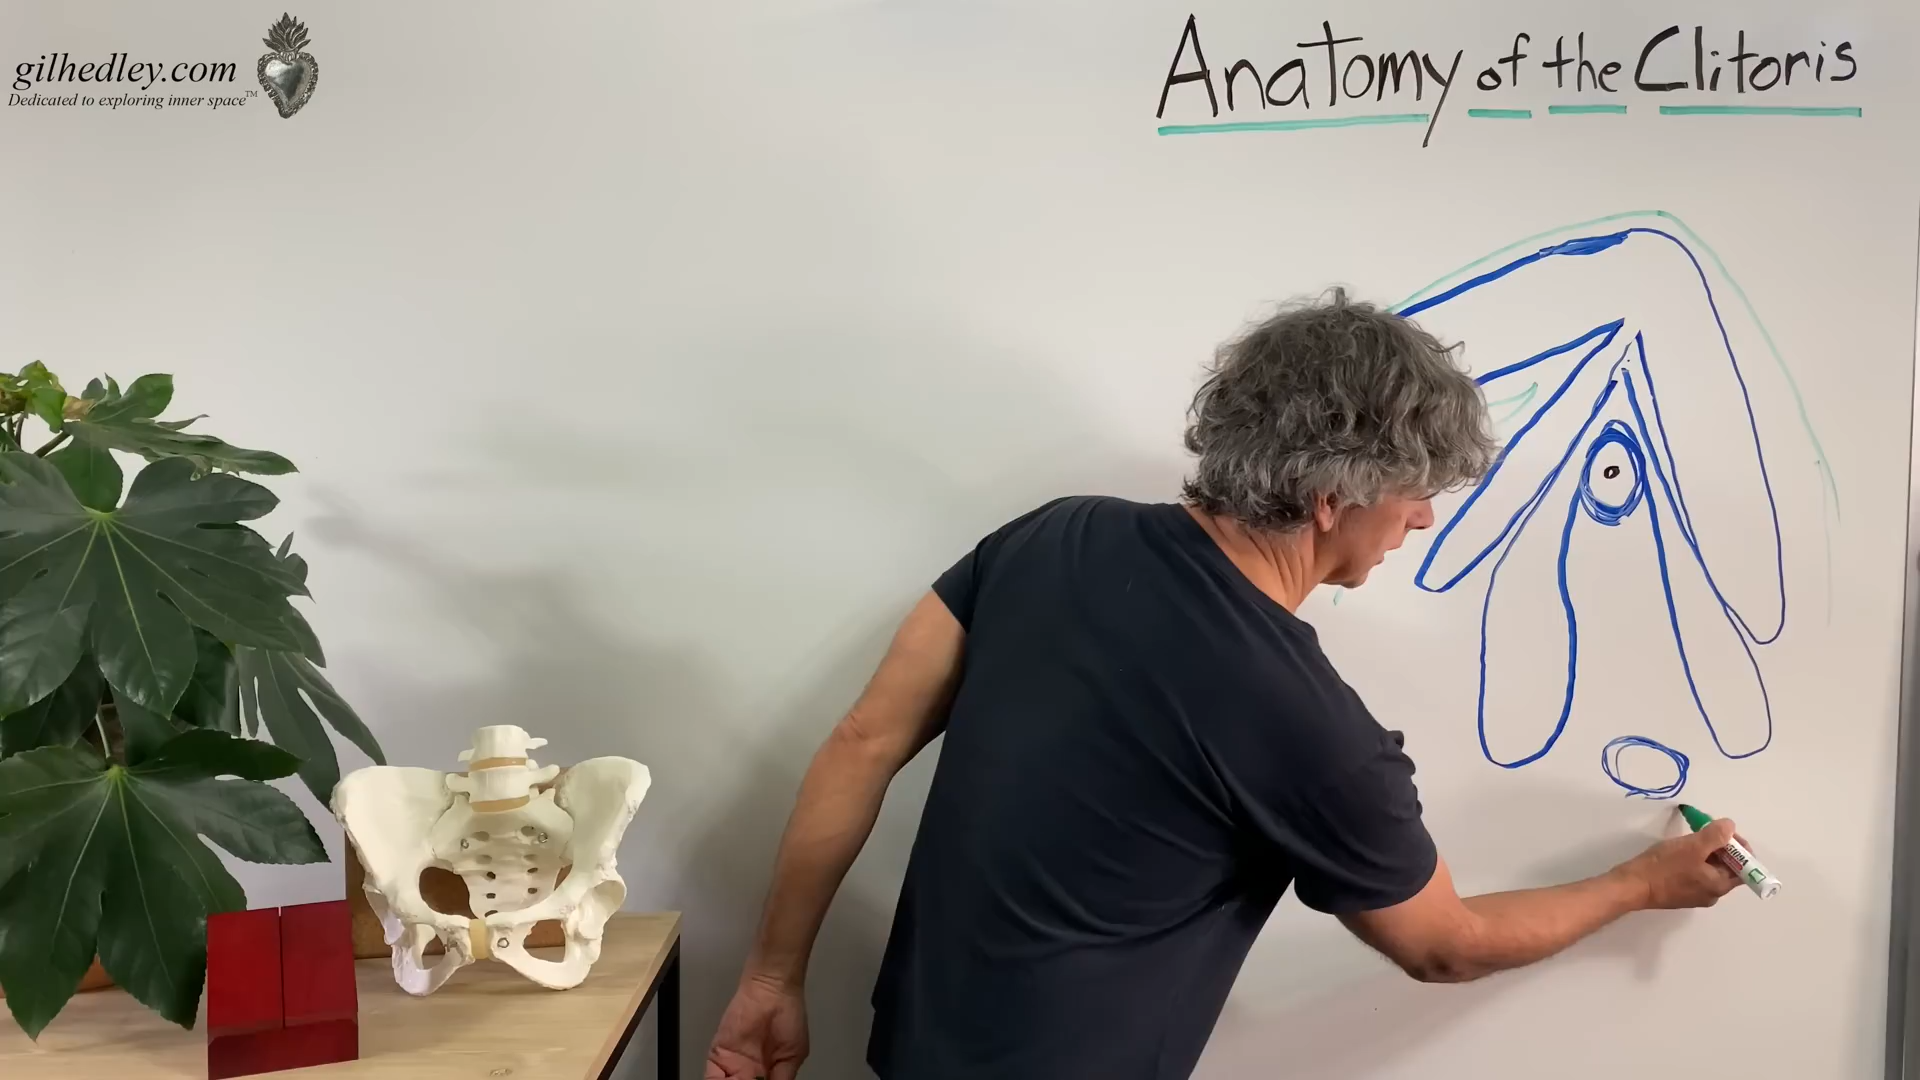 gilhedley.com
Dedicated to exploring inner space™
Anatomy of the Clitoris